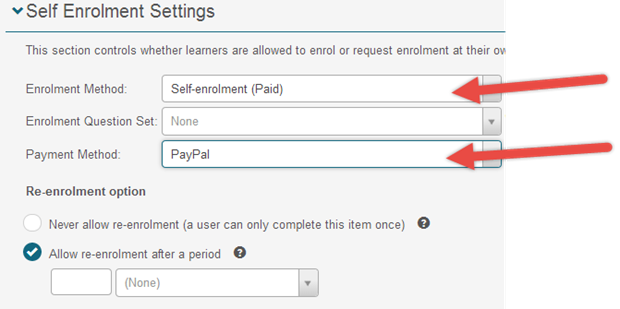 Self Enrolment Settings
This section controls whether learners are allowed to enrol or request enrolment at their
Enrolment Method: Self-enrolment (Paid)
Enrolment Question Set: None
Payment Method: PayPal
Re-enrolment option
Never allow re-enrolment (a user can only complete this item once) ?
Allow re-enrolment after a period ?
(None)